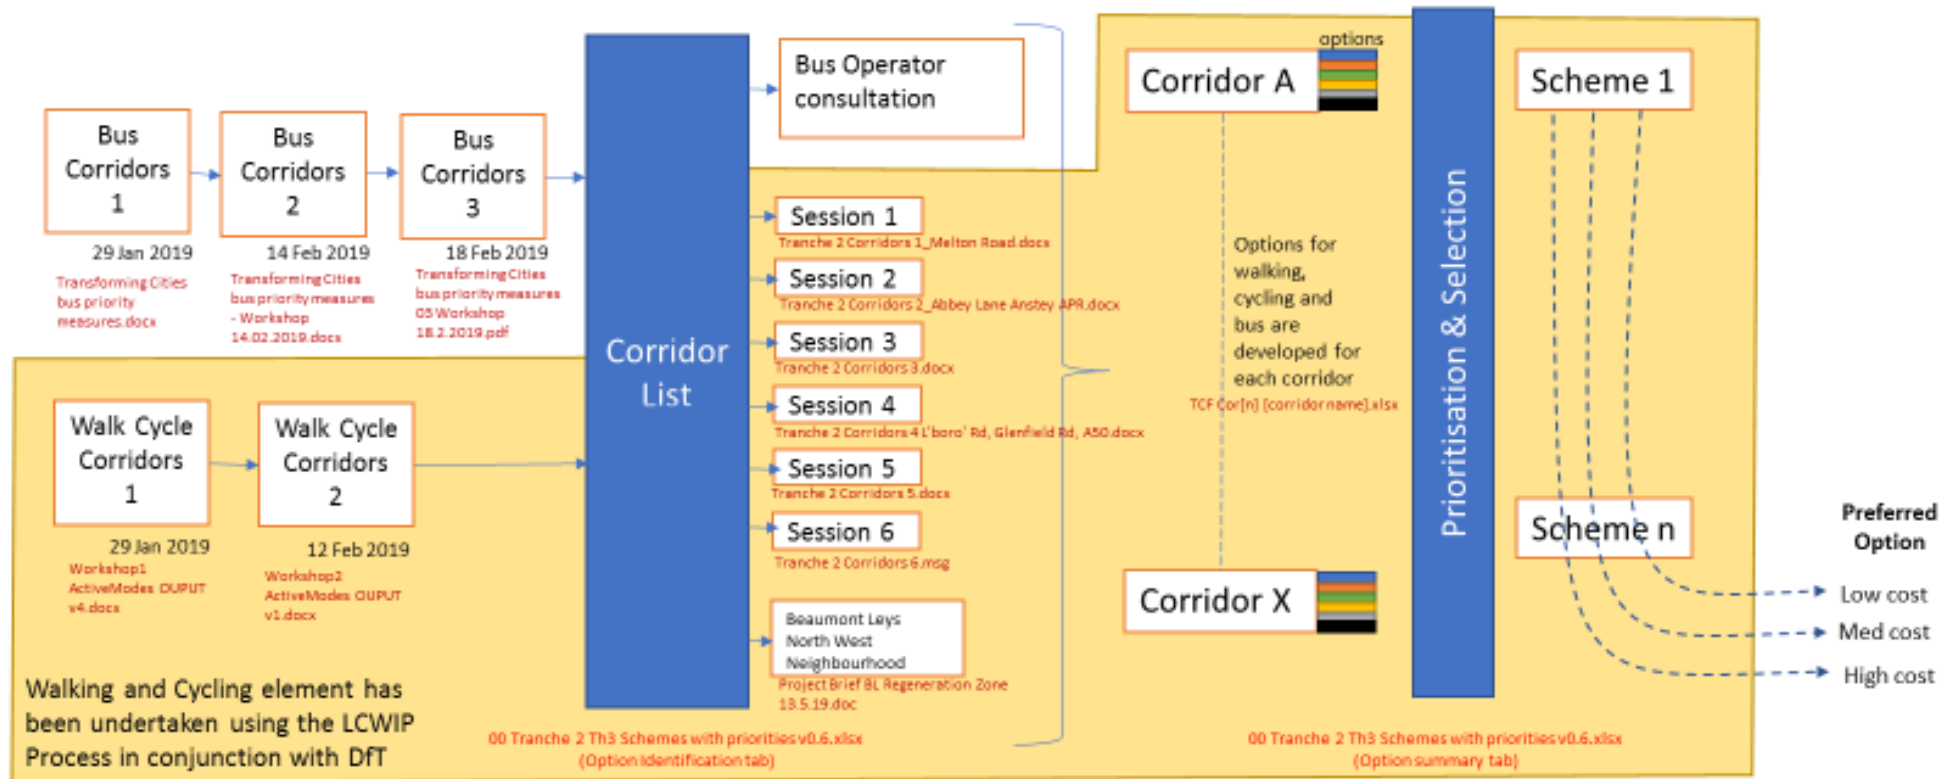 Bus
Corridors
1
29 Jan 2019
Transforming Cities
bus priority
measures.docx
Bus
Corridors
2
14 Feb 2019
Transforming Cities
bus priority measures
- Workshop
14.02.2019.docx
Bus
Corridors
3
18 Feb 2019
Transforming Cities
bus priority measures
03 Workshop
18.2.2019.pdf
Walk Cycle
Corridors
1
29 Jan 2019
Workshop1
ActiveModes OUPUT
v4.docx
Walk Cycle
Corridors
2
12 Feb 2019
Workshop2
ActiveModes OUPUT
v1.docx
Walking and Cycling element has
been undertaken using the LCWIP
Process in conjunction with DfT
Corridor
List
Bus Operator
consultation
Session 1
Tranche 2 Corridors 1_Melton Road.docx
Session 2
Tranche 2 Corridors 2_Abbey Lane Anstey APR.docx
Session 3
Tranche 2 Corridors 3.docx
Session 4
Tranche 2 Corridors 4 L'boro' Rd, Glenfield Rd, A50.docx
Session 5
Tranche 2 Corridors 5.docx
Session 6
Tranche 2 Corridors 6.msg
Beaumont Leys
North West
Neighbourhood
Project Brief BL Regeneration Zone
13.5.19.doc
00 Tranche 2 Th3 Schemes with priorities v0.6.xlsx
(Option Identification tab)
options
Corridor A
Options for
walking,
cycling and
bus are
developed for
each corridor
TCF Cor[n] [corridor name].xlsx
Corridor X
Prioritisation & Selection
Scheme 1
Scheme n
00 Tranche 2 Th3 Schemes with priorities v0.6.xlsx
(Option summary tab)
Preferred
Option
Low cost
Med cost
High cost